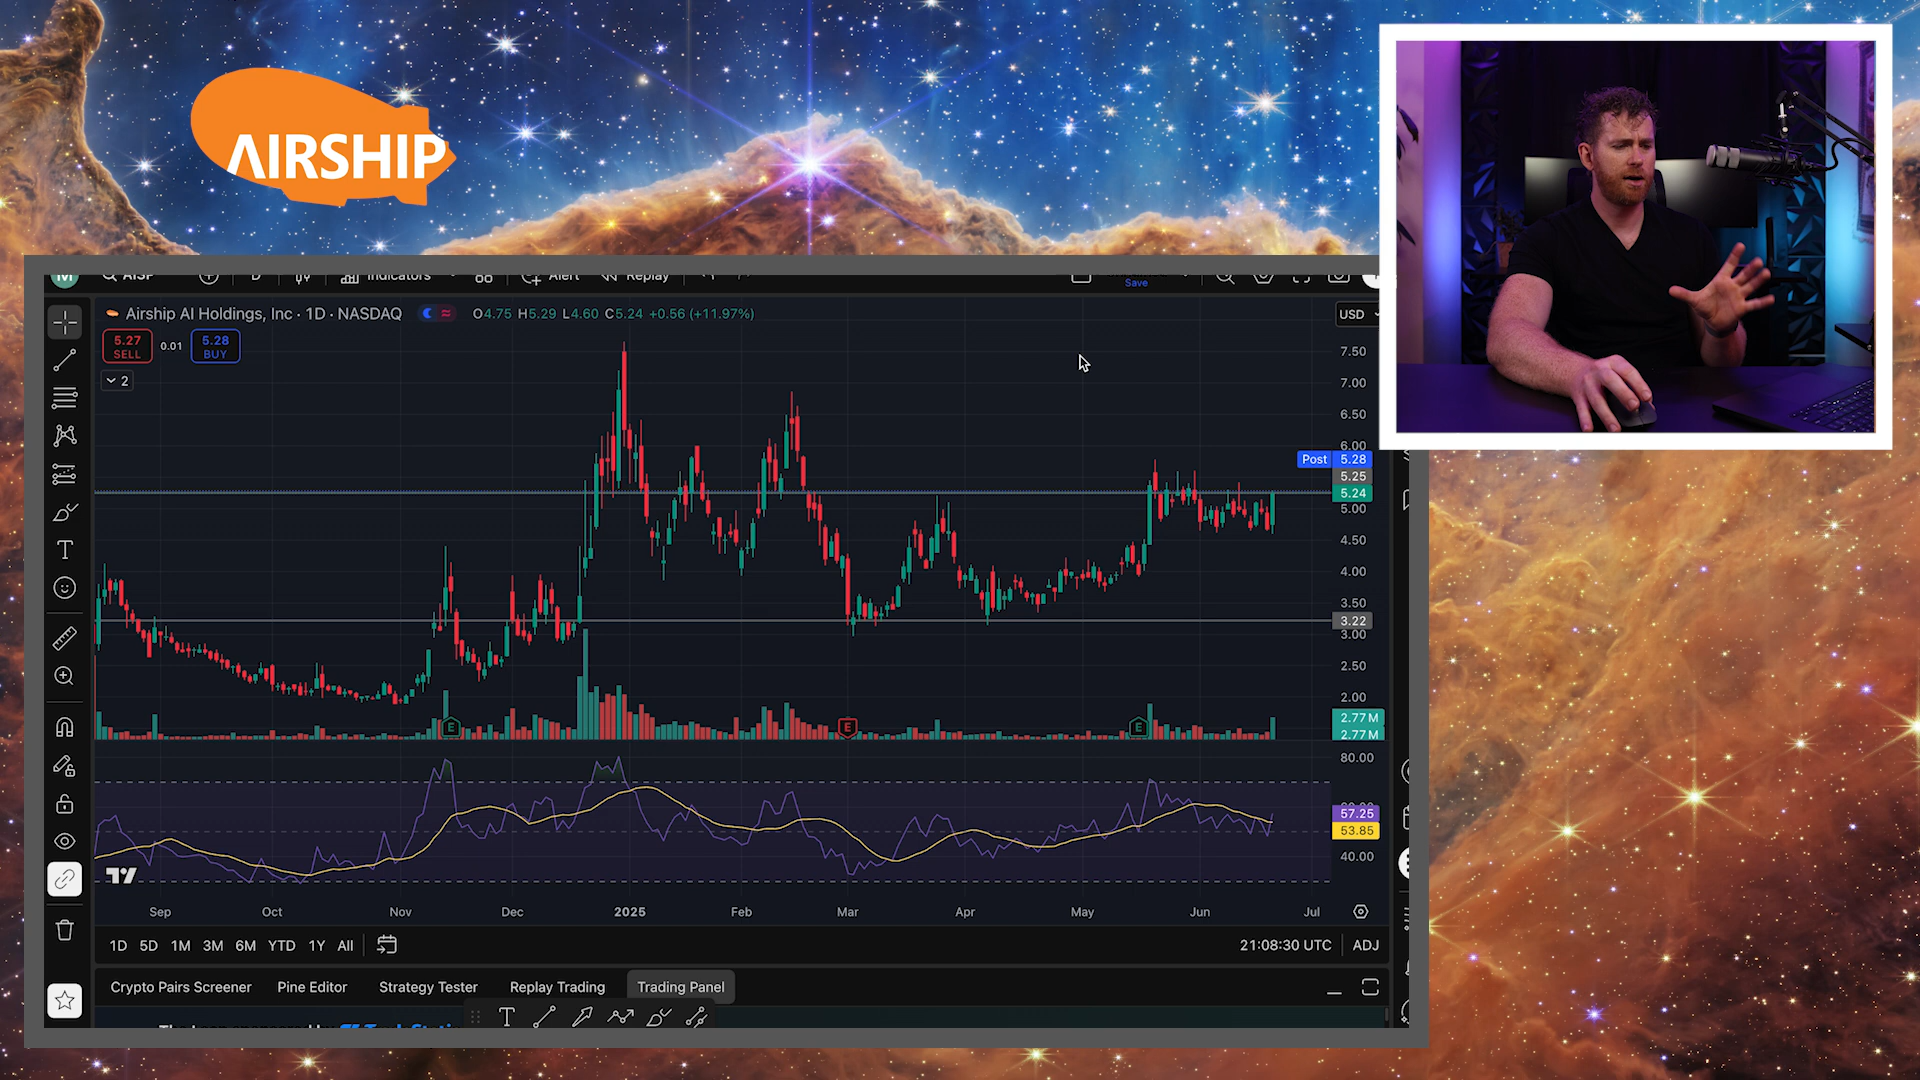 AIRSHIP
M
AISP
D
Indicators
Alert
Replay
Save
Airship AI Holdings, Inc · 1D · NASDAQ
O4.75 H5.29 L4.60 C5.24 +0.56 (+11.97%)
USD
5.27
SELL
0.01
5.28
BUY
2
7.50
7.00
6.50
6.00
Post 5.28
5.25
5.24
5.00
4.50
4.00
3.50
3.22
3.00
2.50
2.00
2.77 M
2.77 M
E
E
E
80.00
57.25
53.85
40.00
Sep Oct Nov Dec 2025 Feb Mar Apr May Jun Jul
1D 5D 1M 3M 6M YTD 1Y All
21:08:30 UTC ADJ
Crypto Pairs Screener Pine Editor Strategy Tester Replay Trading Trading Panel